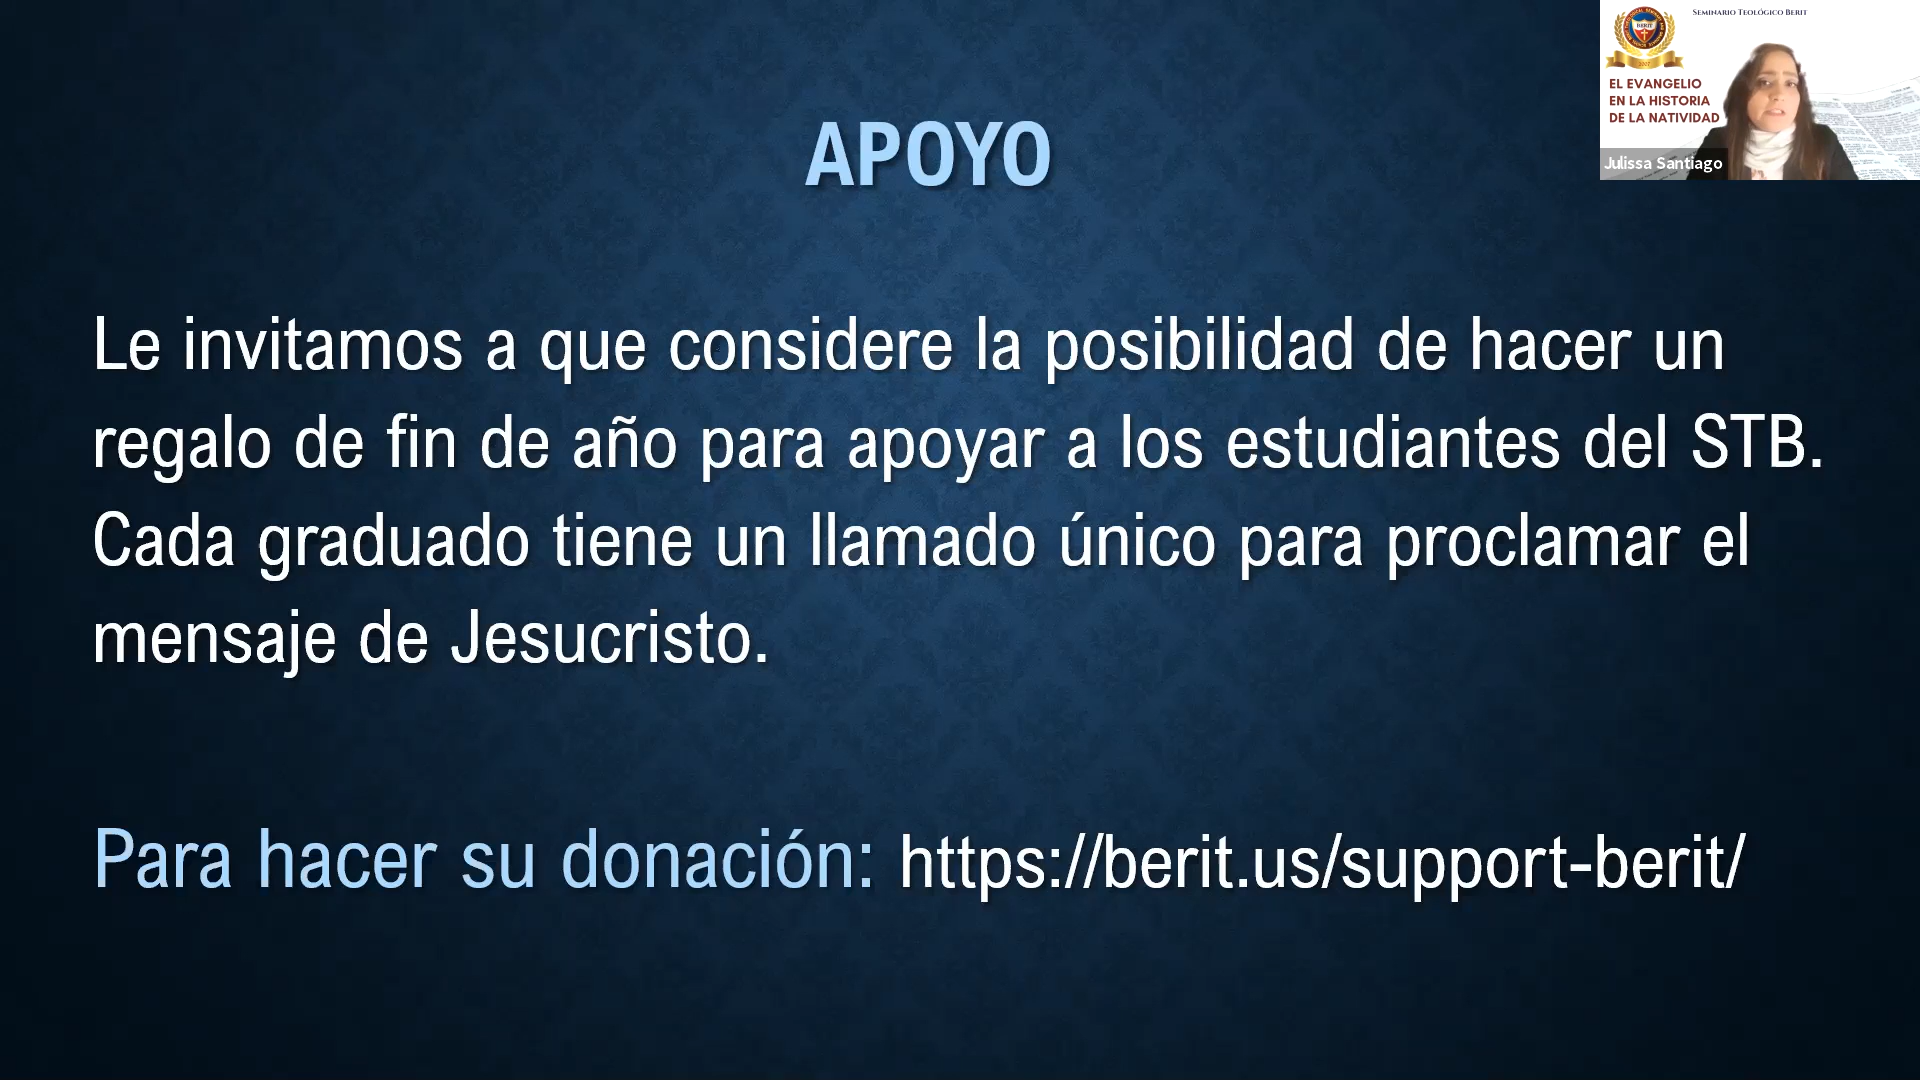 SEMINARIO TEOLÓGICO BERIT
BERIT
EL EVANGELIO
EN LA HISTORIA
DE LA NATIVIDAD
Julissa Santiago
APOYO
Le invitamos a que considere la posibilidad de hacer un
regalo de fin de año para apoyar a los estudiantes del STB.
Cada graduado tiene un llamado único para proclamar el
mensaje de Jesucristo.
Para hacer su donación: https://berit.us/support-berit/